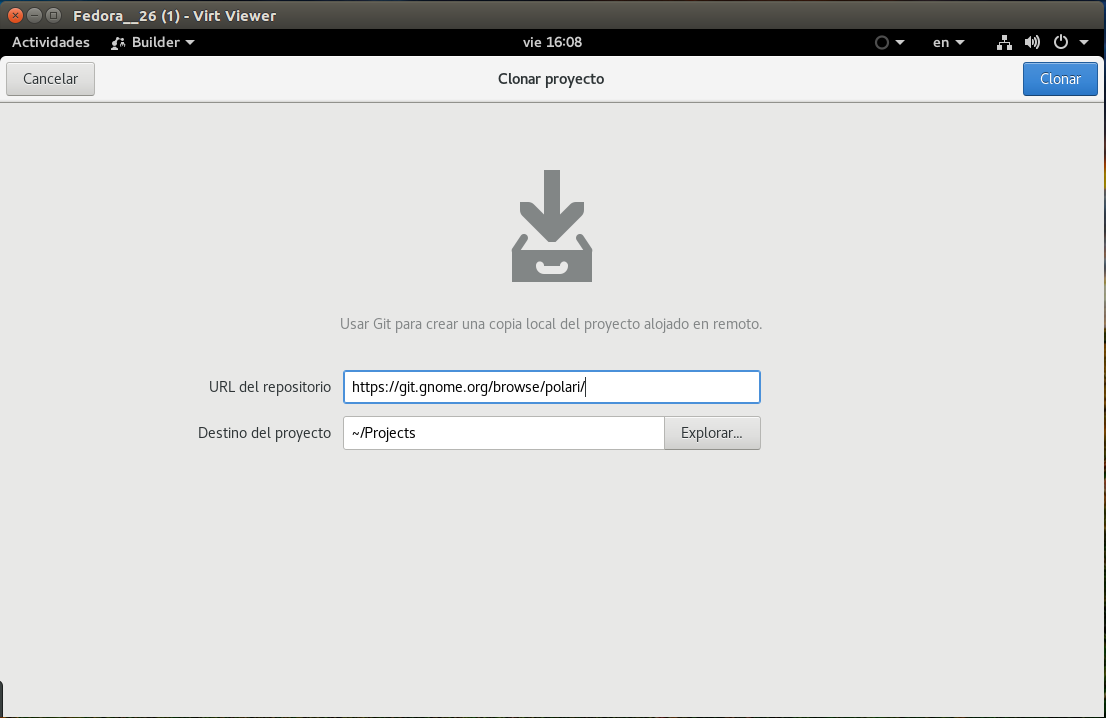 Fedora__26 (1) - Virt Viewer
Actividades Builder vie 16:08 en
Cancelar Clonar proyecto Clonar
Usar Git para crear una copia local del proyecto alojado en remoto.
URL del repositorio https://git.gnome.org/browse/polari/
Destino del proyecto ~/Projects Explorar...